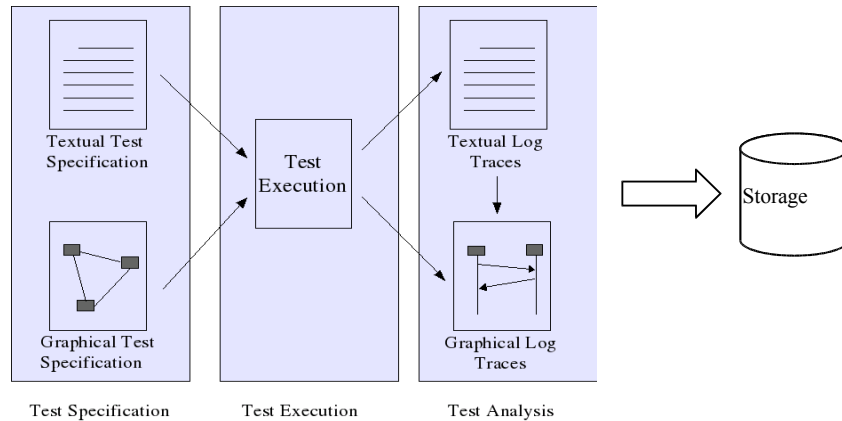 Textual Test
Specification
Graphical Test
Specification
Test
Execution
Textual Log
Traces
Graphical Log
Traces
Storage
Test Specification
Test Execution
Test Analysis